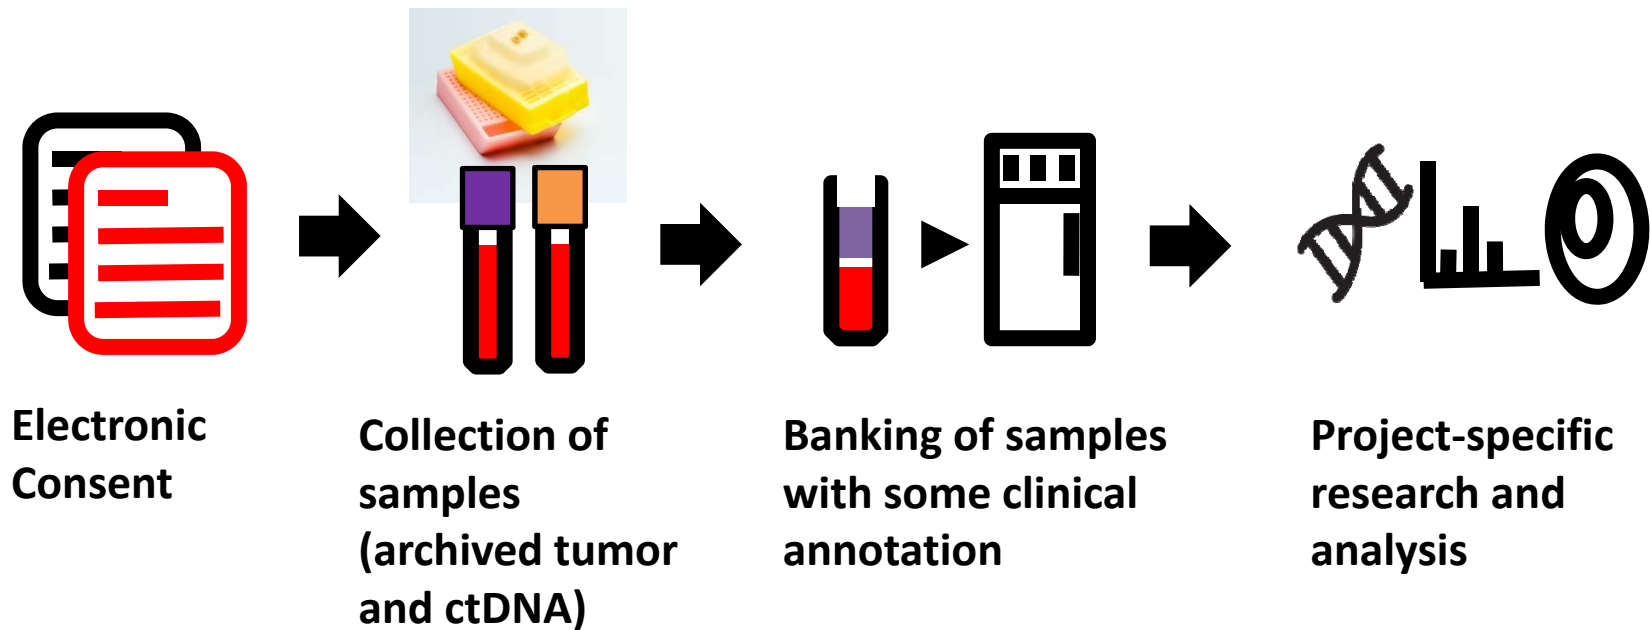 Electronic
Consent
Collection of
samples
(archived tumor
and ctDNA)
Banking of samples
with some clinical
annotation
Project-specific
research and
analysis